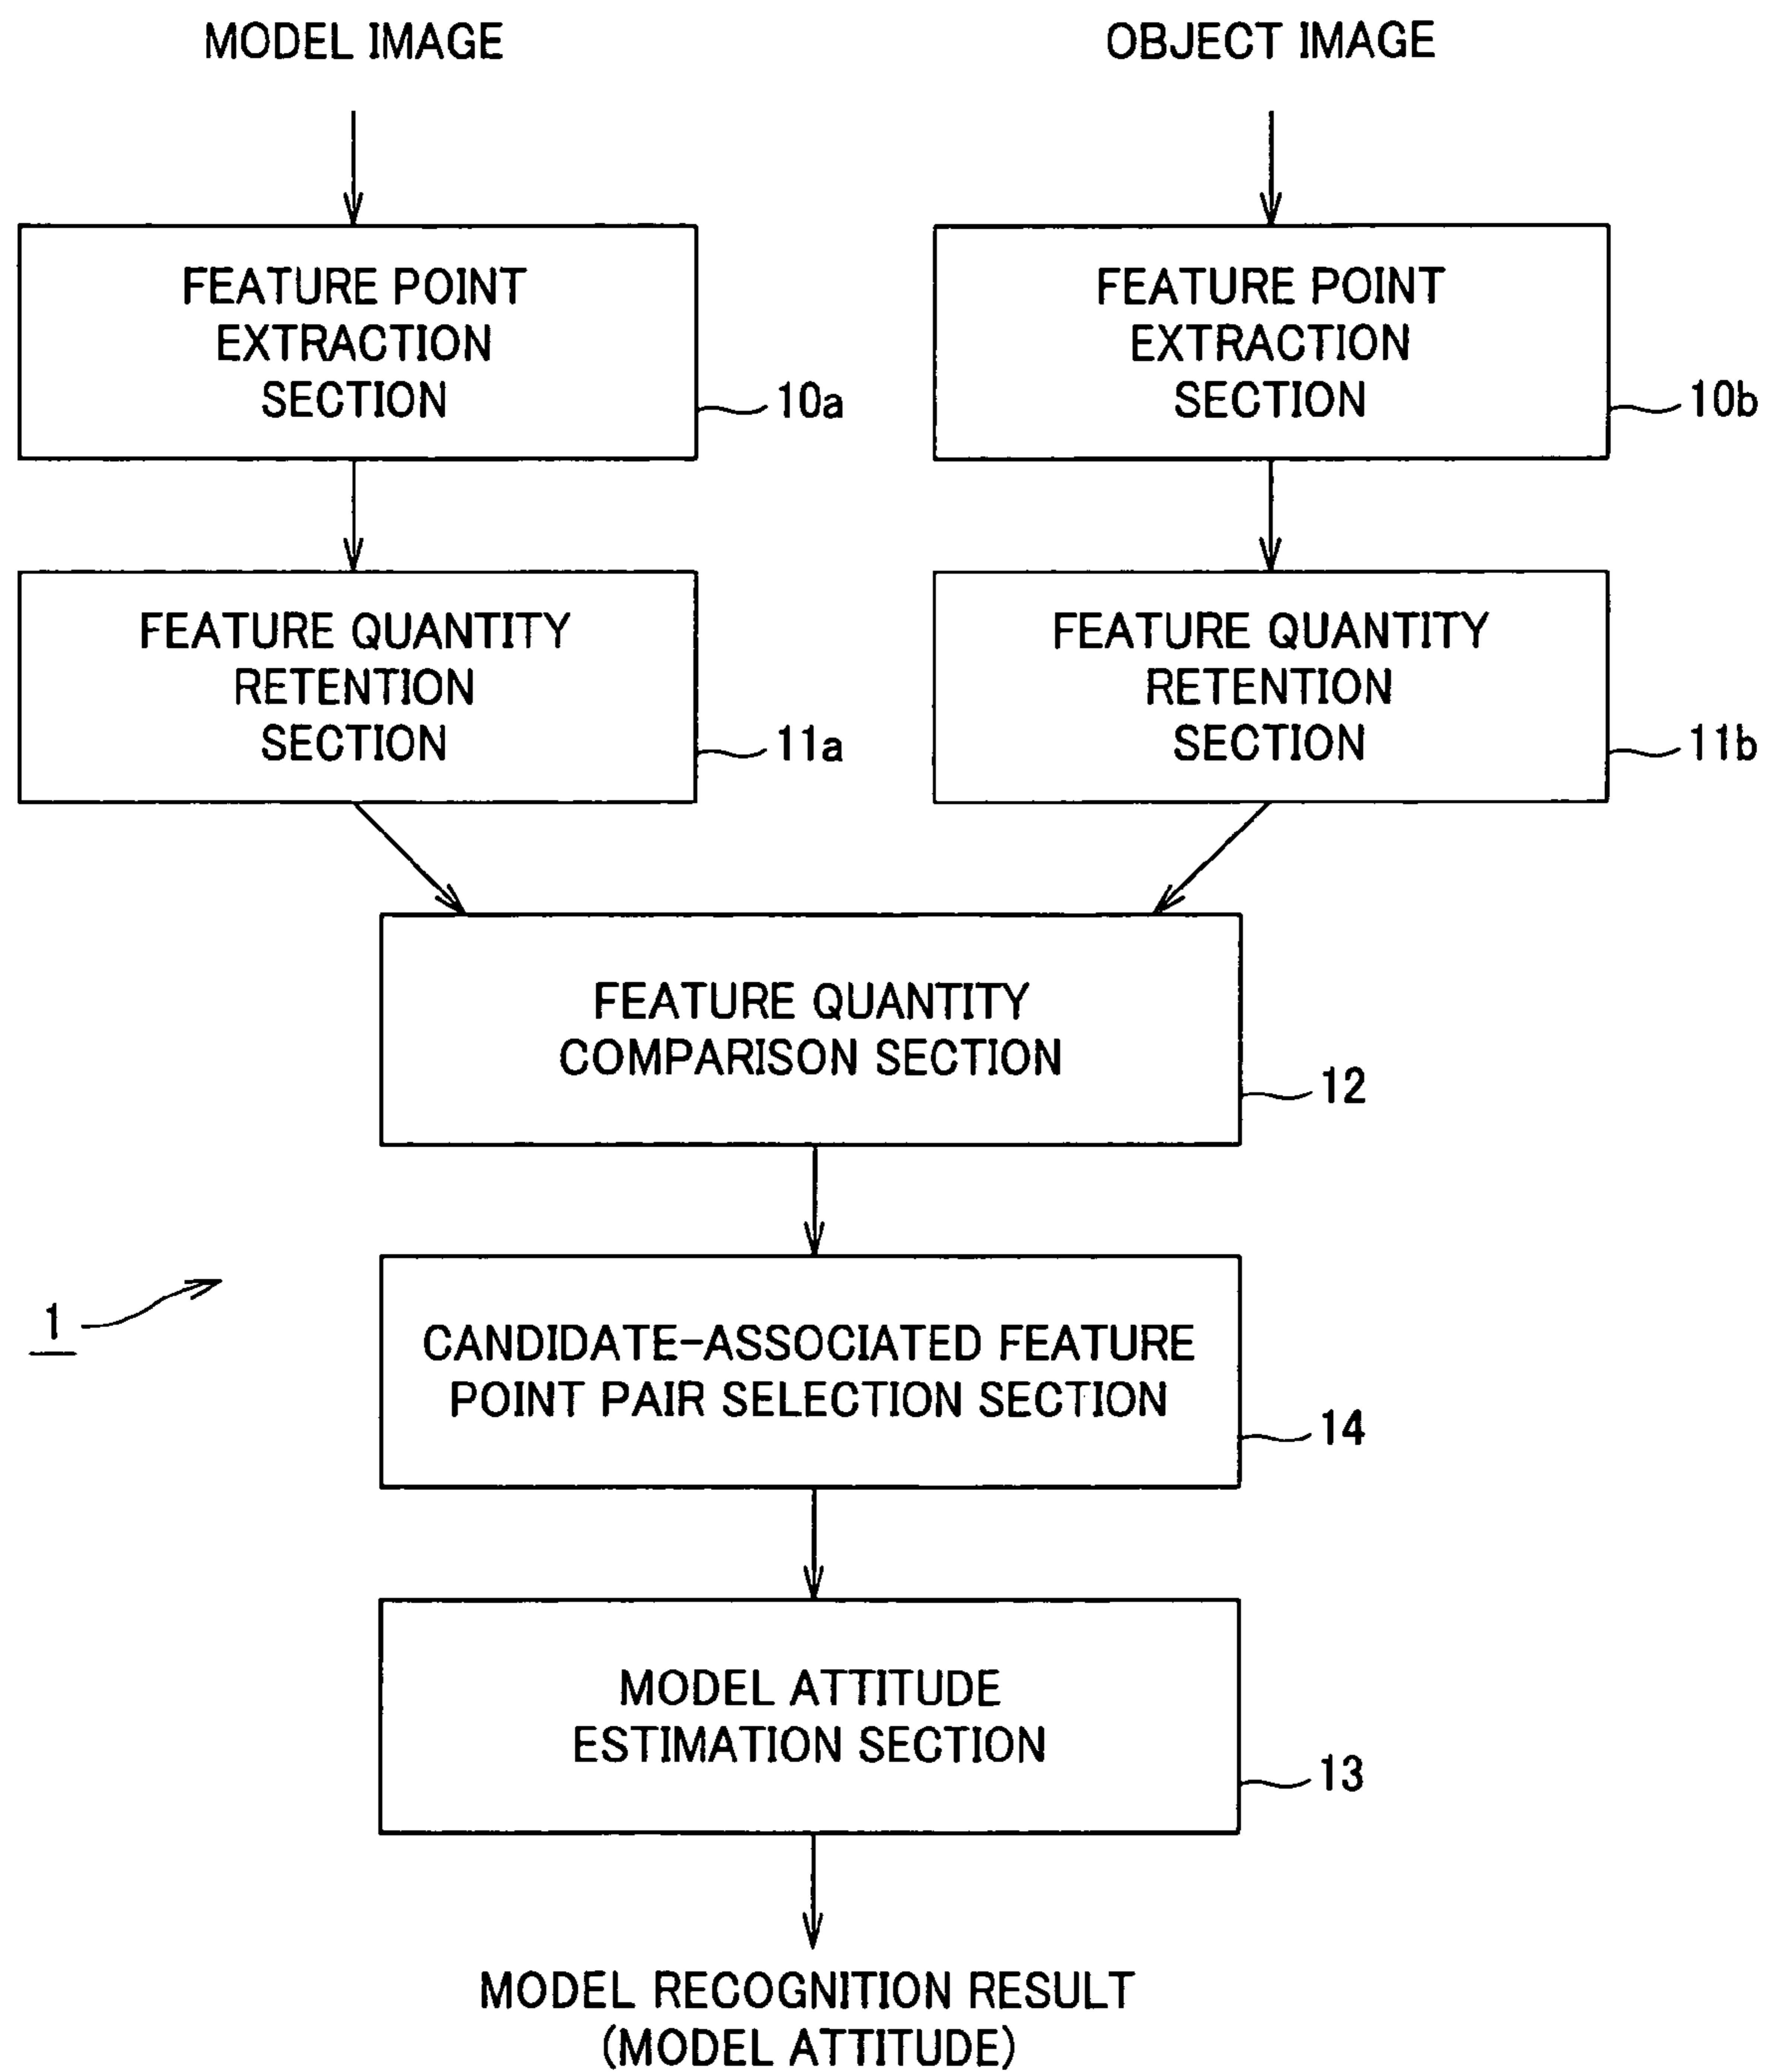 MODEL IMAGE
OBJECT IMAGE
FEATURE POINT
EXTRACTION
SECTION
10a
FEATURE POINT
EXTRACTION
SECTION
10b
FEATURE QUANTITY
RETENTION
SECTION
11a
FEATURE QUANTITY
RETENTION
SECTION
11b
FEATURE QUANTITY
COMPARISON SECTION
12
1
CANDIDATE-ASSOCIATED FEATURE
POINT PAIR SELECTION SECTION
14
MODEL ATTITUDE
ESTIMATION SECTION
13
MODEL RECOGNITION RESULT
(MODEL ATTITUDE)